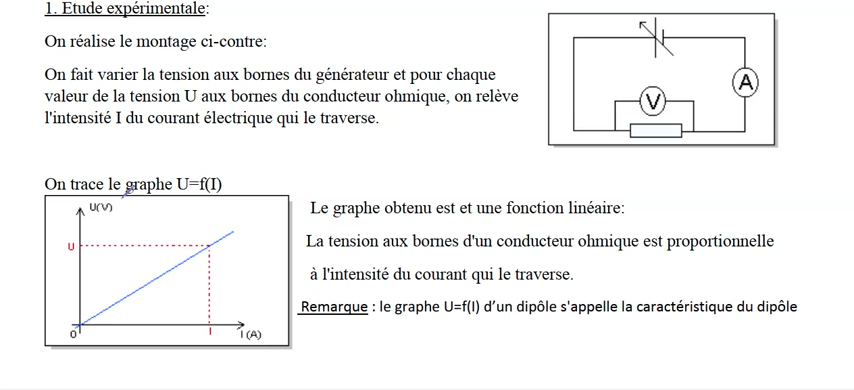 1. Etude expérimentale:
On réalise le montage ci-contre:
On fait varier la tension aux bornes du générateur et pour chaque
valeur de la tension U aux bornes du conducteur ohmique, on relève
l'intensité I du courant électrique qui le traverse.
A
V
On trace le graphe U=f(I)
U(V)
U
0
I
I(A)
Le graphe obtenu est et une fonction linéaire:
La tension aux bornes d'un conducteur ohmique est proportionnelle
à l'intensité du courant qui le traverse.
Remarque : le graphe U=f(I) d’un dipôle s'appelle la caractéristique du dipôle